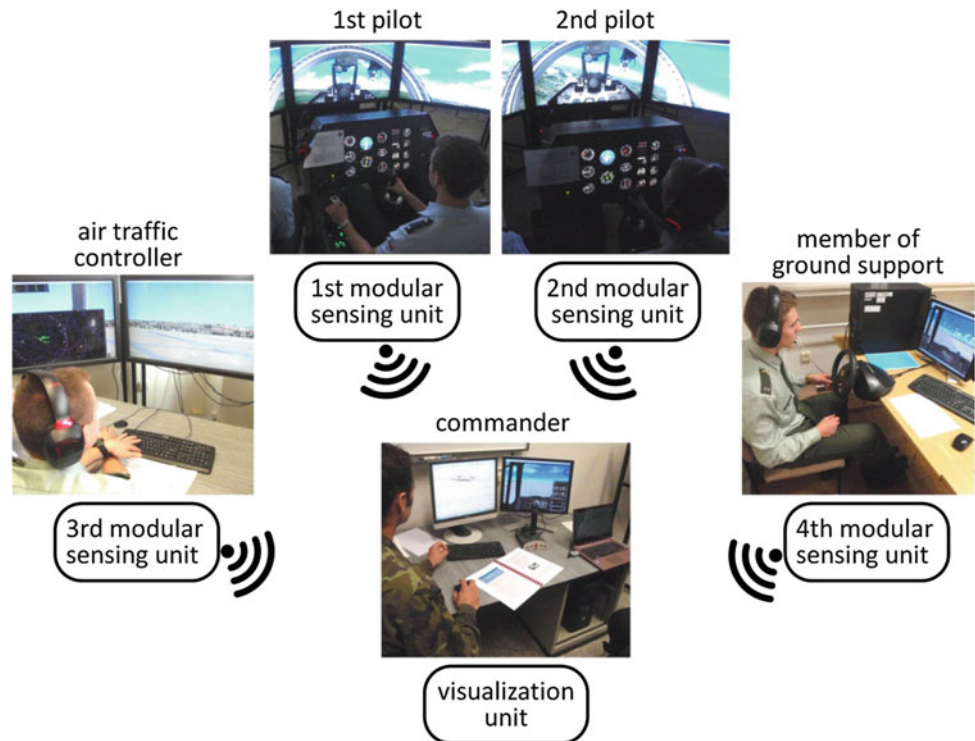 1st pilot
2nd pilot
air traffic
controller
member of
ground support
1st modular
sensing unit
2nd modular
sensing unit
commander
3rd modular
sensing unit
4th modular
sensing unit
visualization
unit